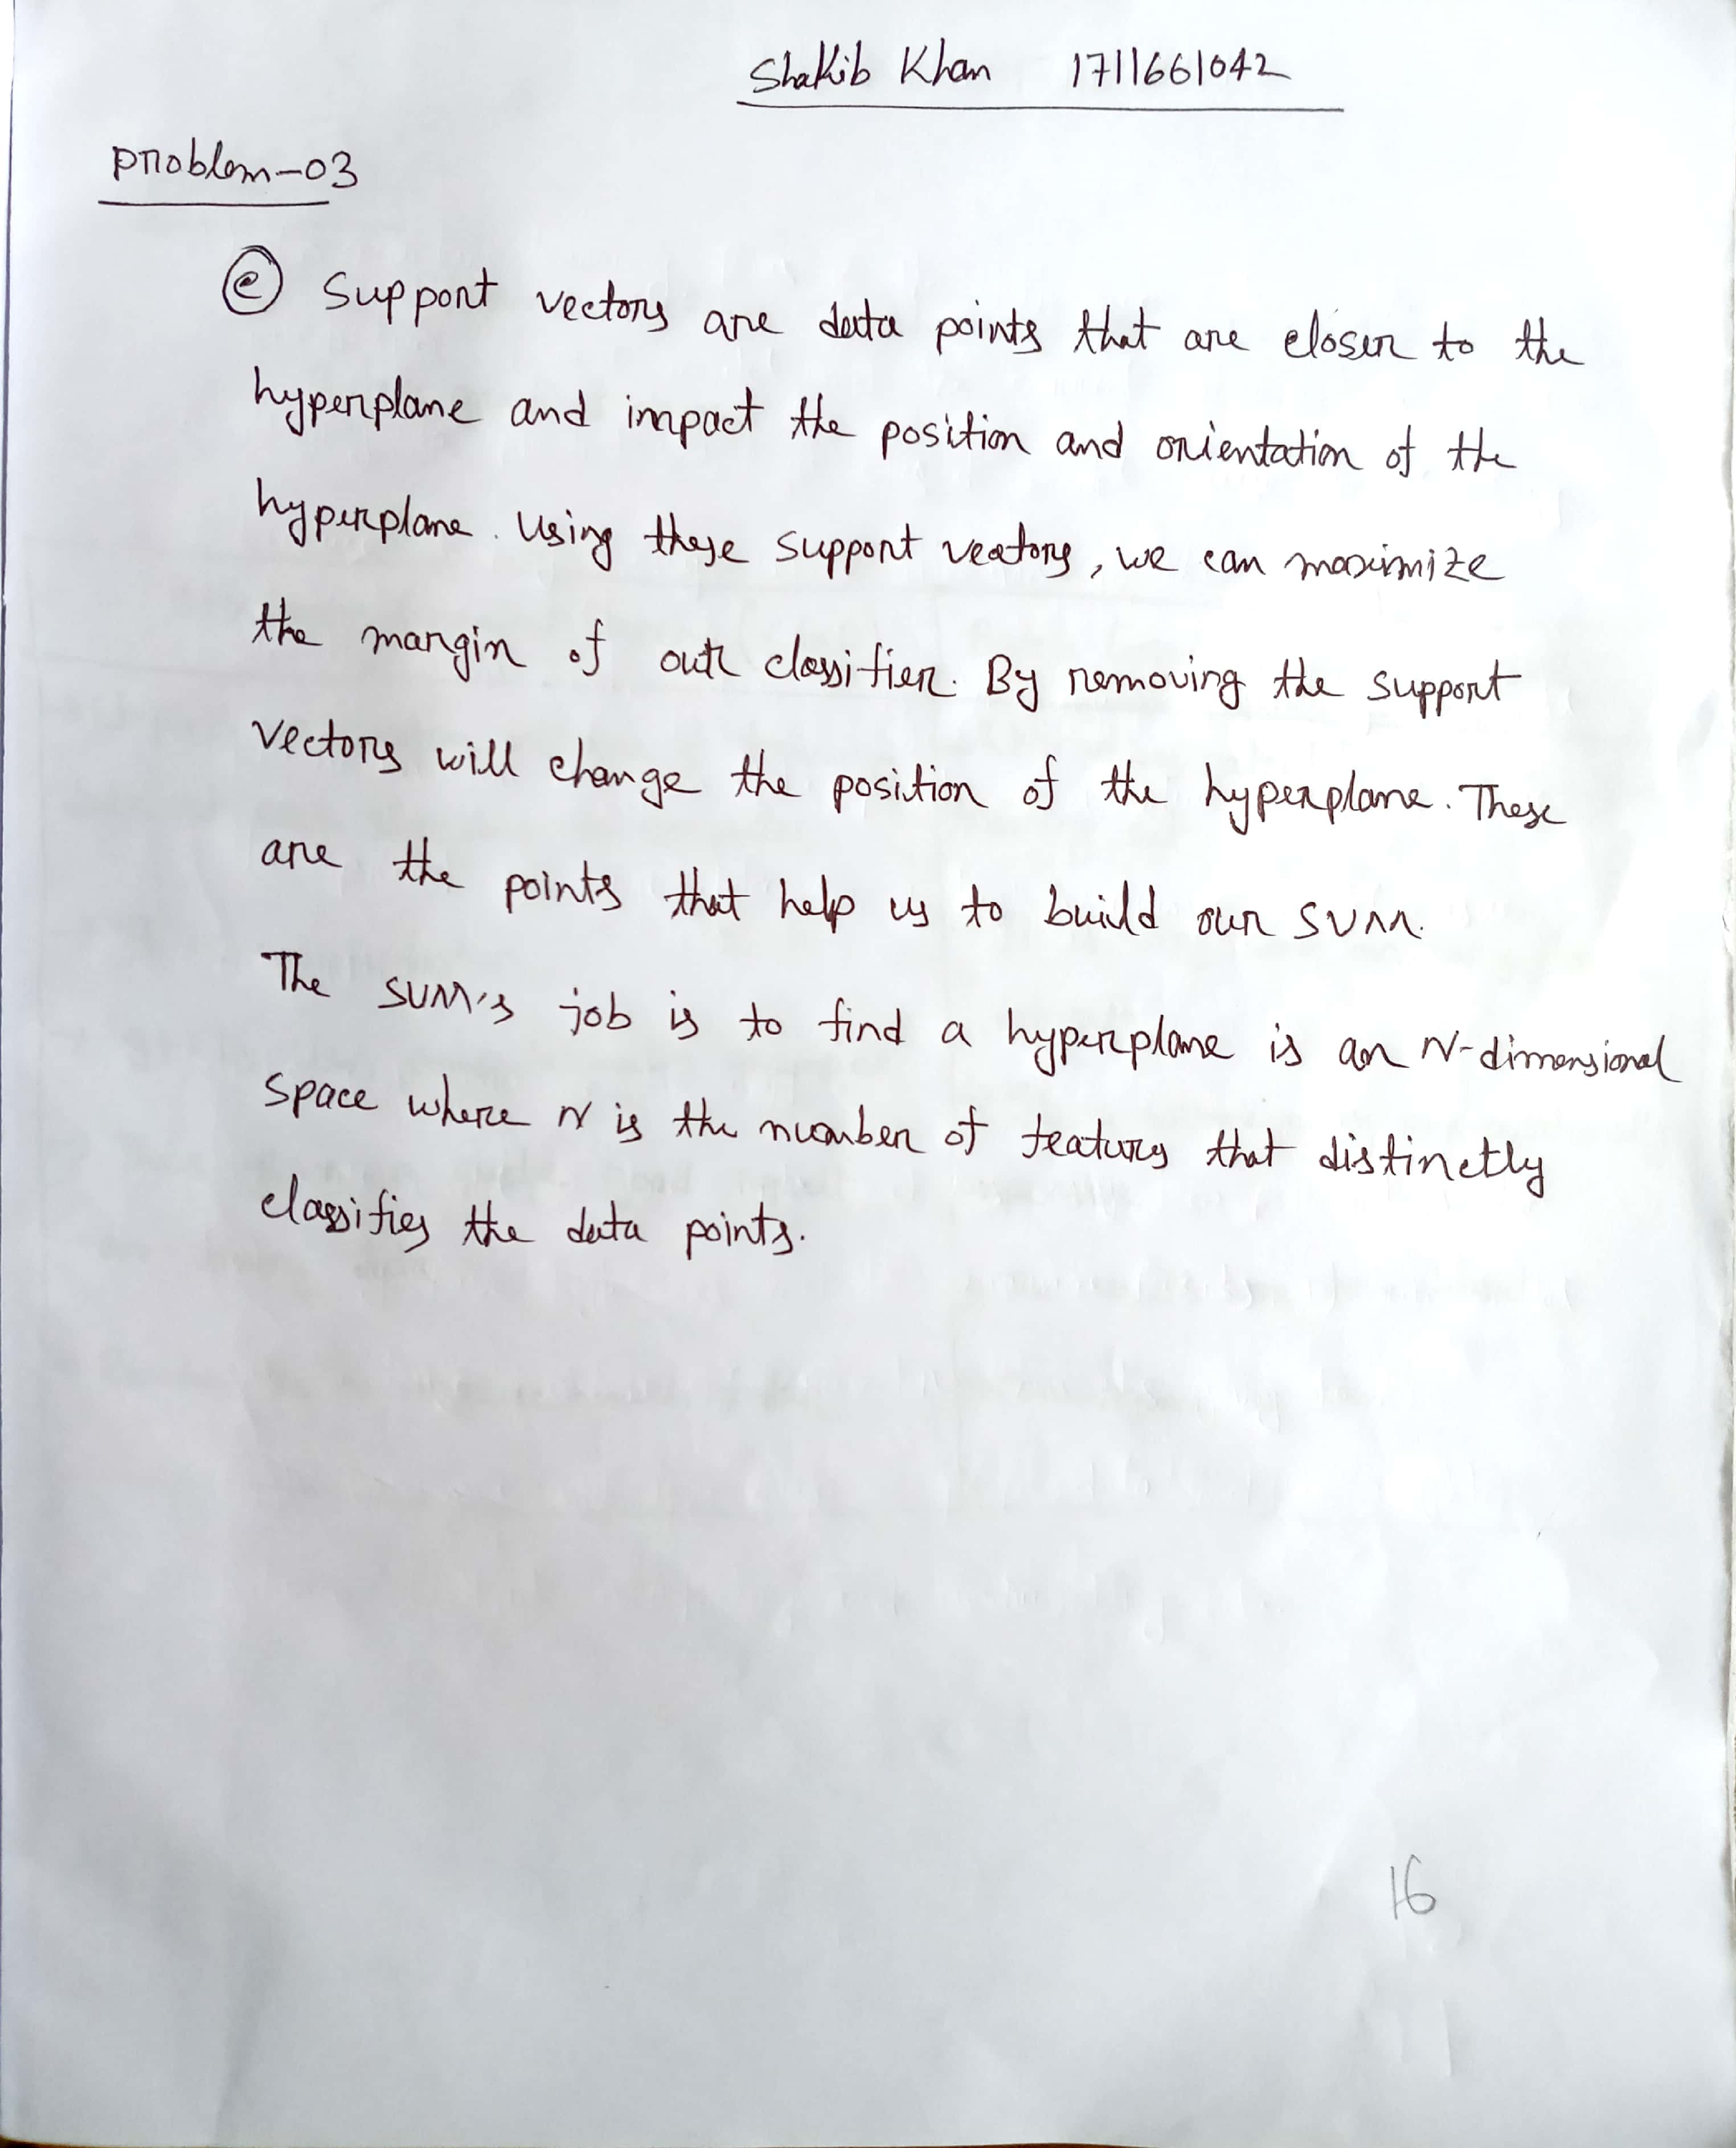 Shakib Khan 1711661042
Problem-03
(e) Support vectors are data points that are closer to the
hyperplane and impact the position and orientation of the
hyperplane. Using these support vectors, we can maximize
the margin of our classifier. By removing the support
vectors will change the position of the hyperplane. These
are the points that help us to build our SVM.
The SVM's job is to find a hyperplane is an N-dimensional
space where N is the number of features that distinctly
classifies the data points.
16